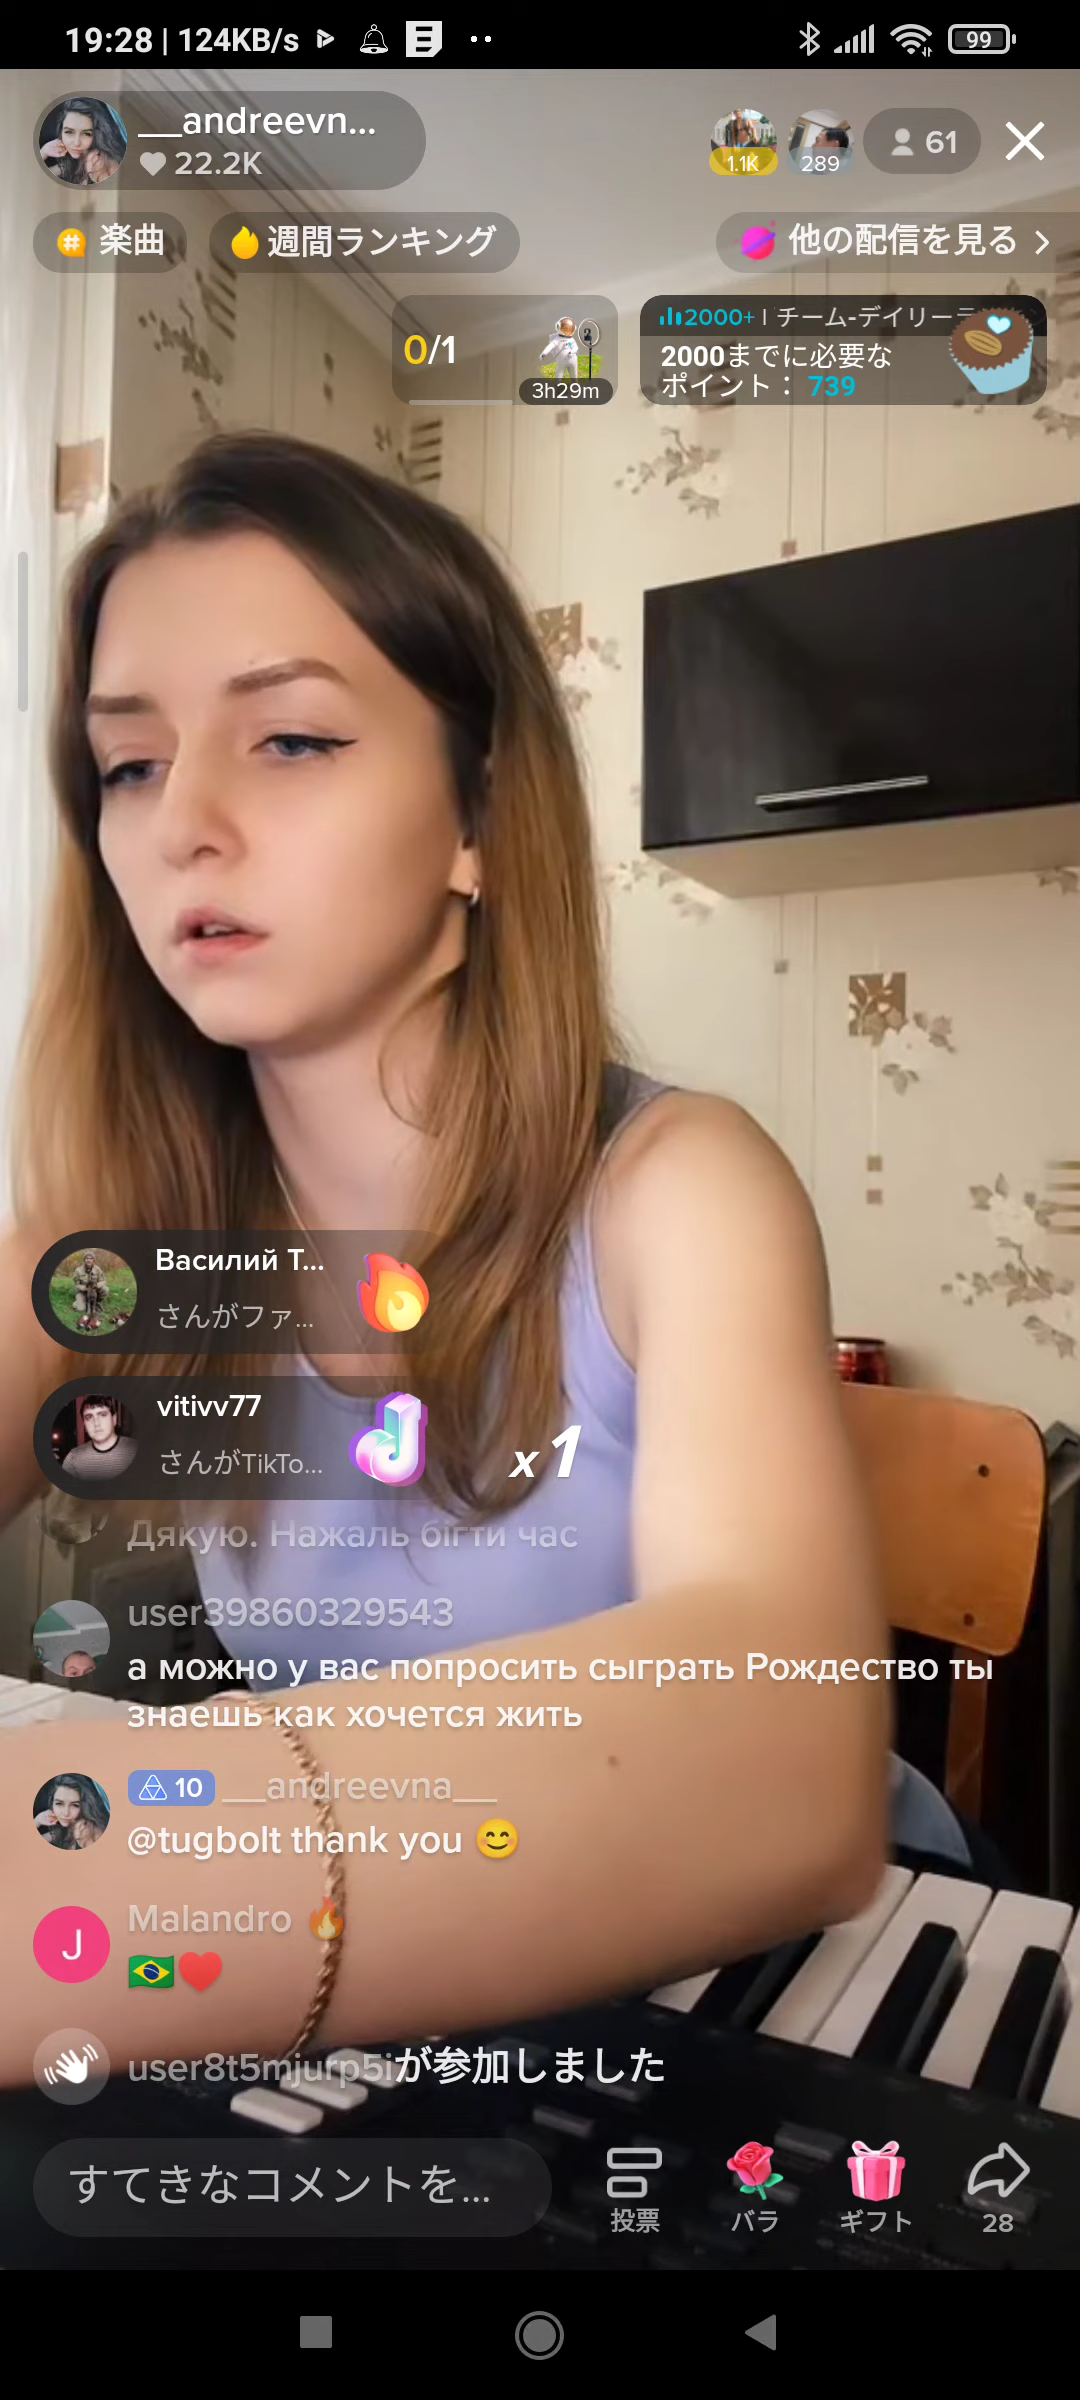 19:28 | 124KB/s
99
__andreevn...
22.2K
1.1K
289
61
楽曲
週間ランキング
他の配信を見る
0/1
3h29m
2000+ | チーム-デイリーラ
2000までに必要な
ポイント： 739
Василий Т...
さんがファ...
vitivv77
さんがTikTo...
x1
Дякую. Нажаль бігти час
user39860329543
а можно у вас попросить сыграть Рождество ты
знаешь как хочется жить
10 __andreevna__
@tugbolt thank you 😊
Malandro 🔥
J
🇧🇷❤️
user8t5mjurp5iが参加しました
すてきなコメントを...
投票
バラ
ギフト
28